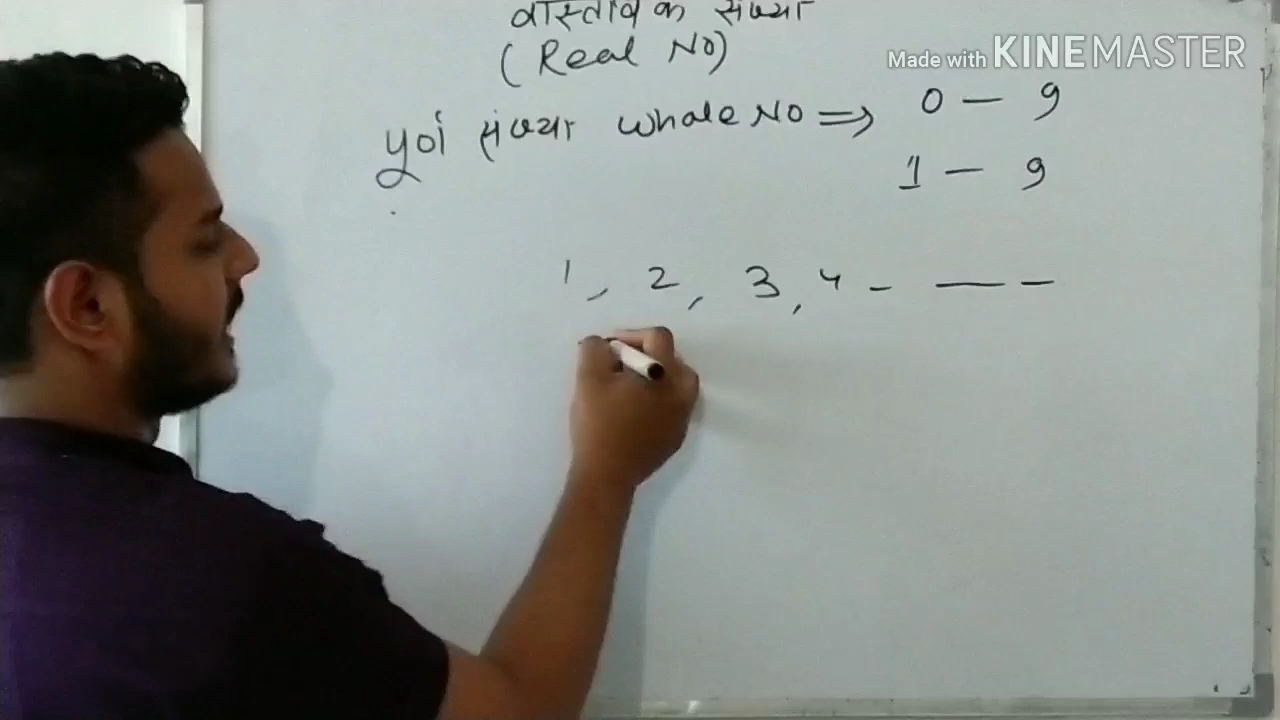 वास्तविक संख्या
(Real No)
Made with KINEMASTER
पूर्ण संख्या whole No ⇒ 0 — 9
1 — 9
1, 2, 3, 4 - — –